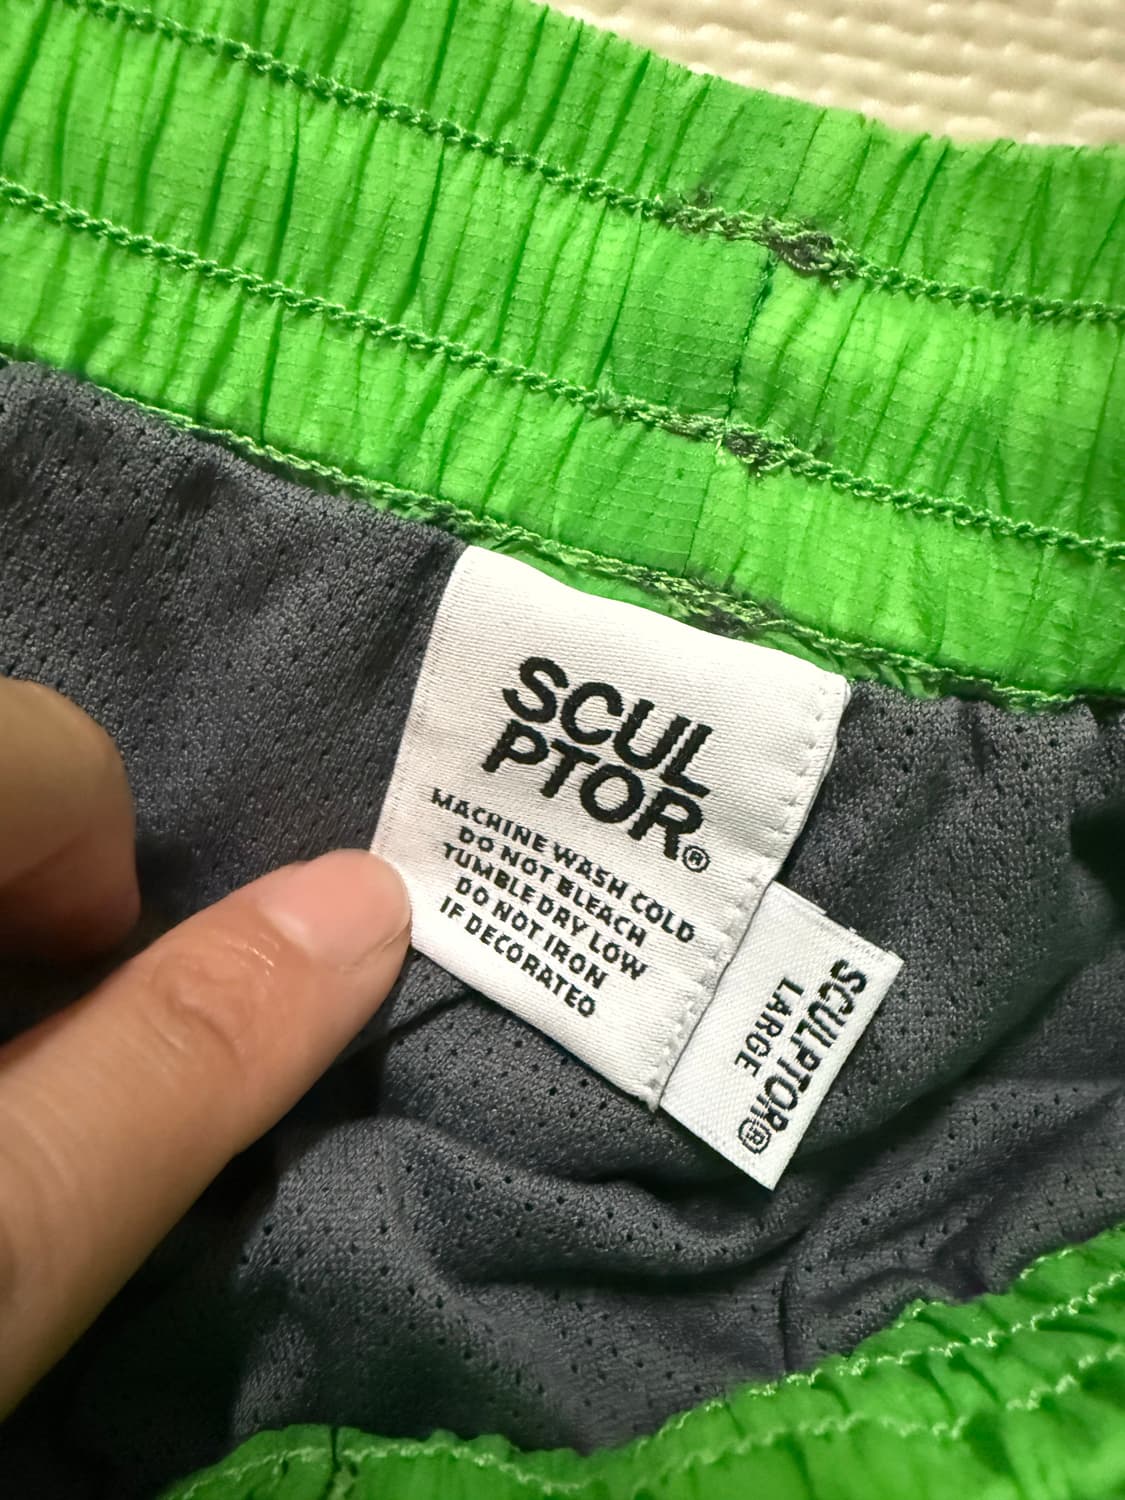 SCUL
PTOR®
MACHINE WASH COLD
DO NOT BLEACH
TUMBLE DRY LOW
DO NOT IRON
IF DECORATED
SCULPTOR®
LARGE